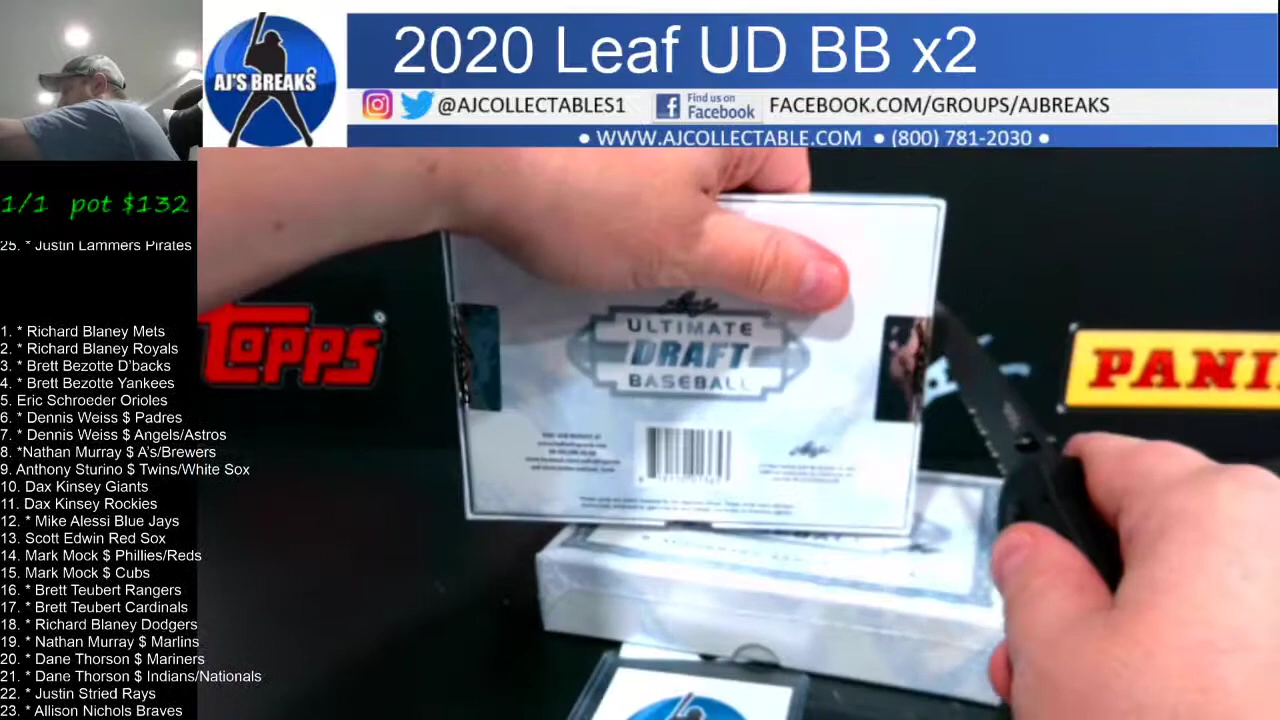 2020 Leaf UD BB x2
AJ'S BREAKS
@AJCOLLECTABLES1
Find us on
Facebook
FACEBOOK.COM/GROUPS/AJBREAKS
• WWW.AJCOLLECTABLE.COM • (800) 781-2030 •
1/1 pot $132
25. * Justin Lammers Pirates
1. * Richard Blaney Mets
2. * Richard Blaney Royals
3. * Brett Bezotte D'backs
4. * Brett Bezotte Yankees
5. Eric Schroeder Orioles
6. * Dennis Weiss $ Padres
7. * Dennis Weiss $ Angels/Astros
8. *Nathan Murray $ A's/Brewers
9. Anthony Sturino $ Twins/White Sox
10. Dax Kinsey Giants
11. Dax Kinsey Rockies
12. * Mike Alessi Blue Jays
13. Scott Edwin Red Sox
14. Mark Mock $ Phillies/Reds
15. Mark Mock $ Cubs
16. * Brett Teubert Rangers
17. * Brett Teubert Cardinals
18. * Richard Blaney Dodgers
19. * Nathan Murray $ Marlins
20. * Dane Thorson $ Mariners
21. * Dane Thorson $ Indians/Nationals
22. * Justin Stried Rays
23. * Allison Nichols Braves
TOPPS
Leaf
ULTIMATE
DRAFT
BASEBALL
Leaf
PANI